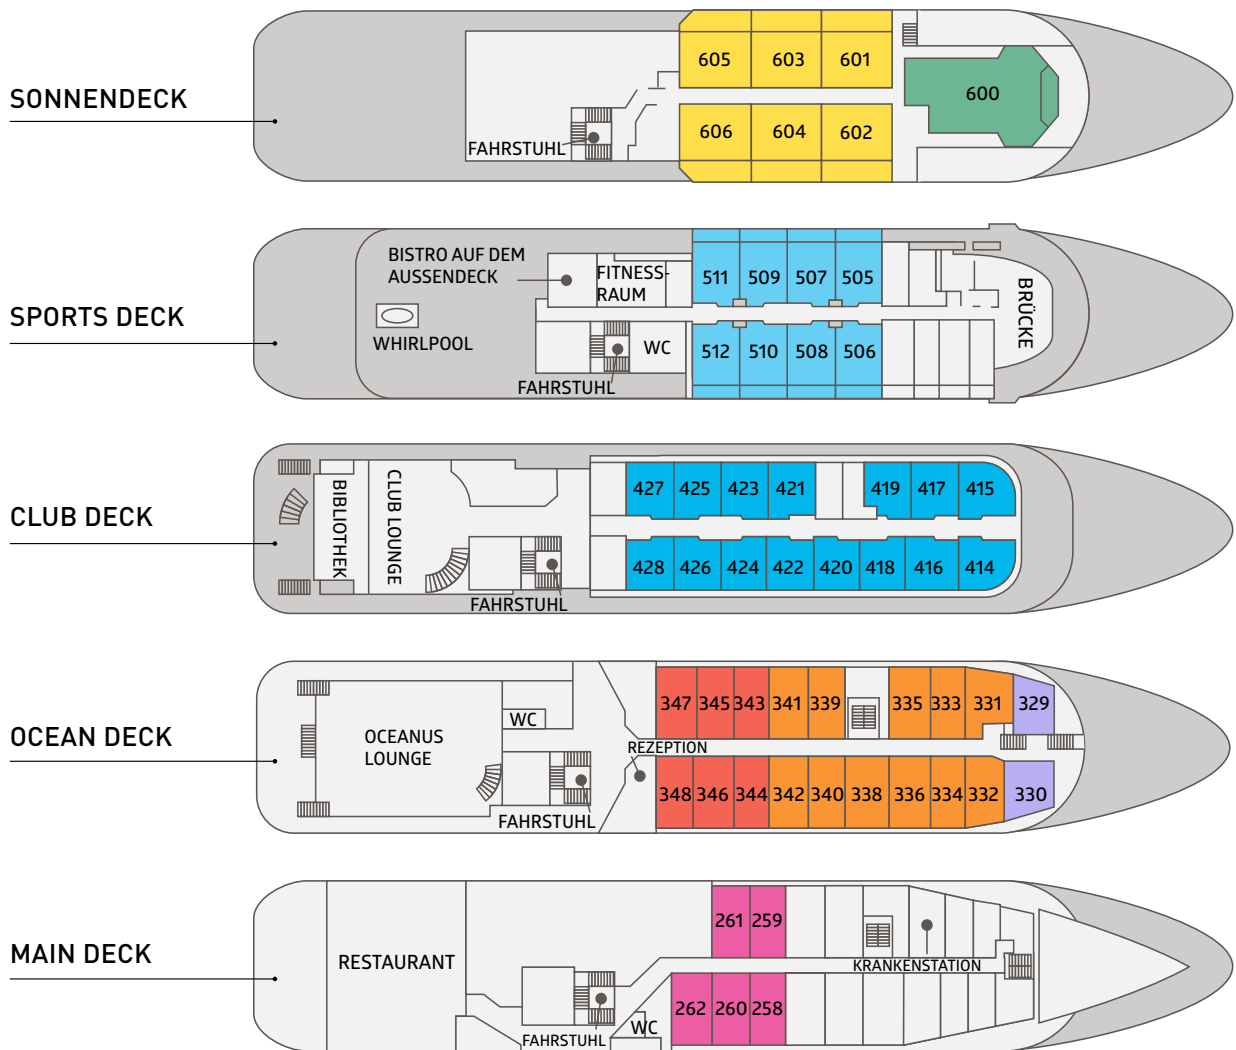 SONNENDECK
605 603 601
600
606 604 602
FAHRSTUHL
SPORTS DECK
BISTRO AUF DEM
AUSSENDECK
FITNESS-
RAUM
511 509 507 505
BRÜCKE
WHIRLPOOL
WC
512 510 508 506
FAHRSTUHL
CLUB DECK
BIBLIOTHEK
CLUB LOUNGE
427 425 423 421 419 417 415
428 426 424 422 420 418 416 414
FAHRSTUHL
OCEAN DECK
OCEANUS
LOUNGE
WC
347 345 343 341 339 335 333 331 329
REZEPTION
348 346 344 342 340 338 336 334 332 330
FAHRSTUHL
MAIN DECK
RESTAURANT
261 259
KRANKENSTATION
262 260 258
WC
FAHRSTUHL